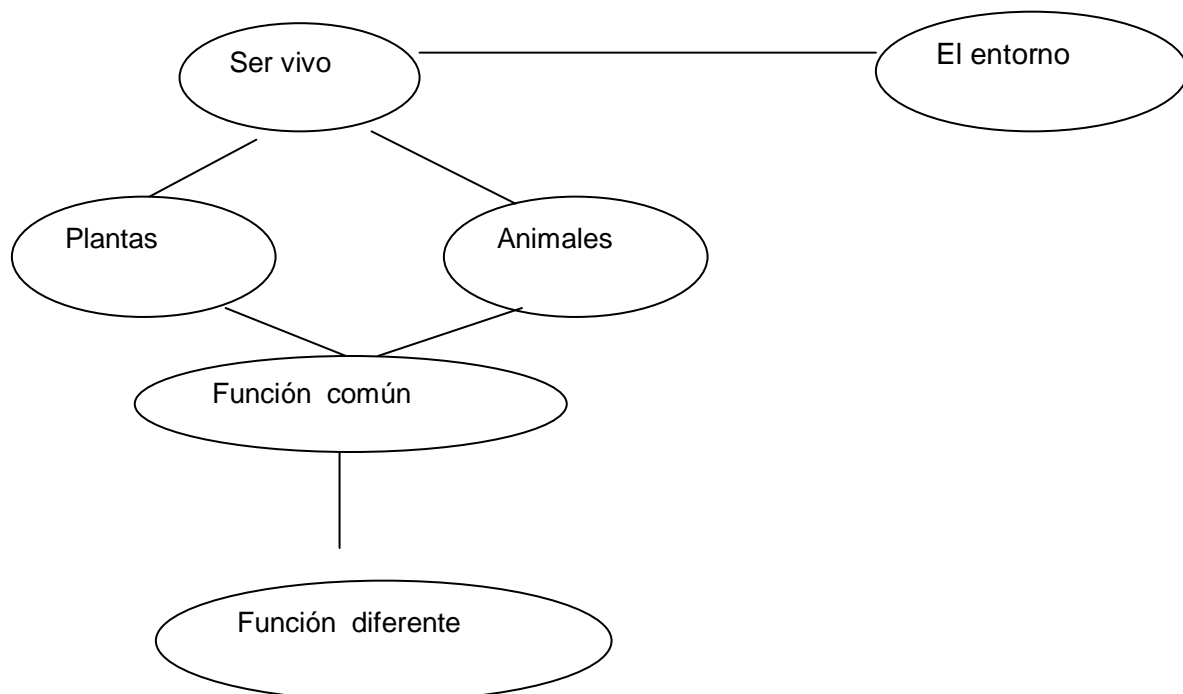 Ser vivo
El entorno
Plantas
Animales
Función común
Función diferente